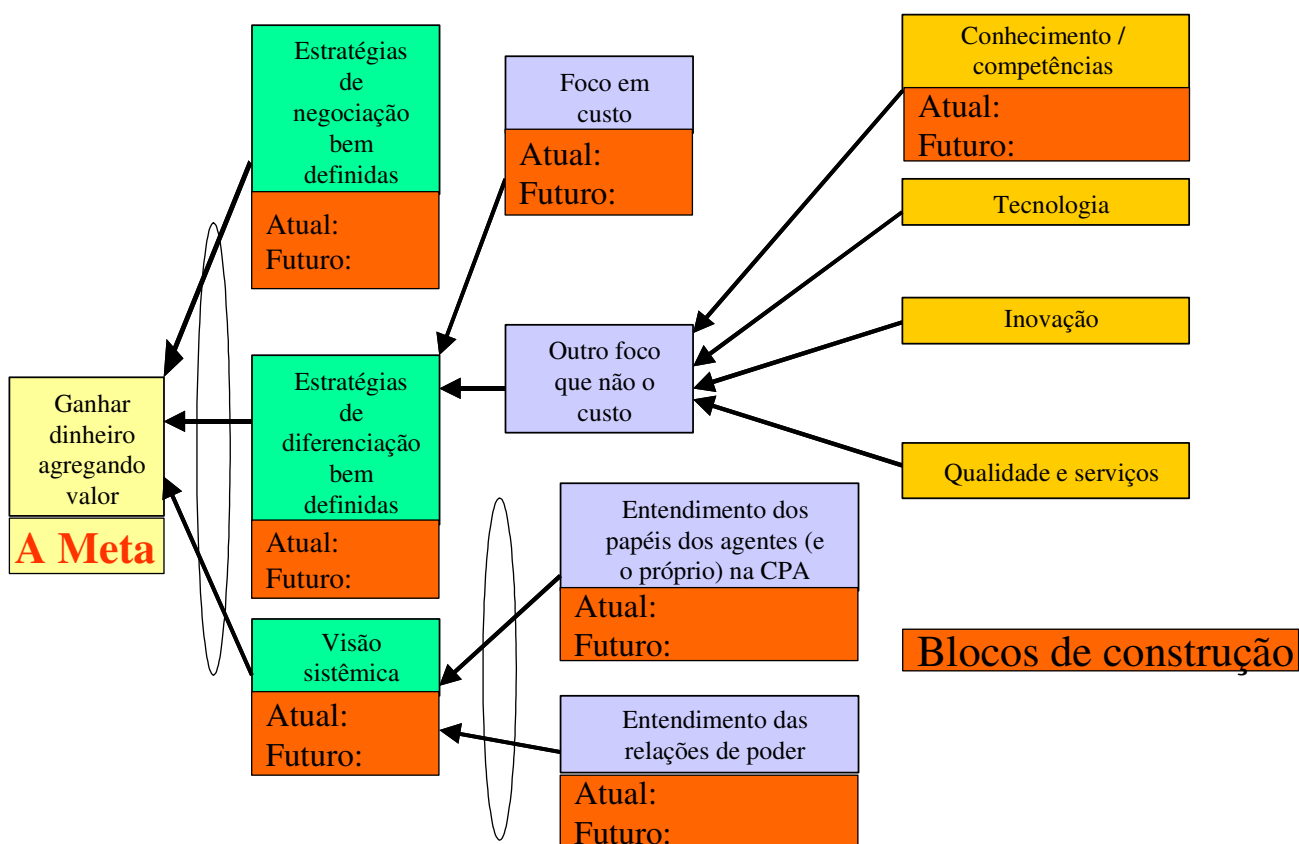 Estratégias
de
negociação
bem
definidas
Atual:
Futuro:
Foco em
custo
Atual:
Futuro:
Conhecimento /
competências
Atual:
Futuro:
Tecnologia
Inovação
Qualidade e serviços
Outro foco
que não o
custo
Estratégias
de
diferenciação
bem
definidas
Atual:
Futuro:
Ganhar
dinheiro
agregando
valor
A Meta
Entendimento dos
papéis dos agentes (e
o próprio) na CPA
Atual:
Futuro:
Visão
sistêmica
Atual:
Futuro:
Entendimento das
relações de poder
Atual:
Futuro:
Blocos de construção